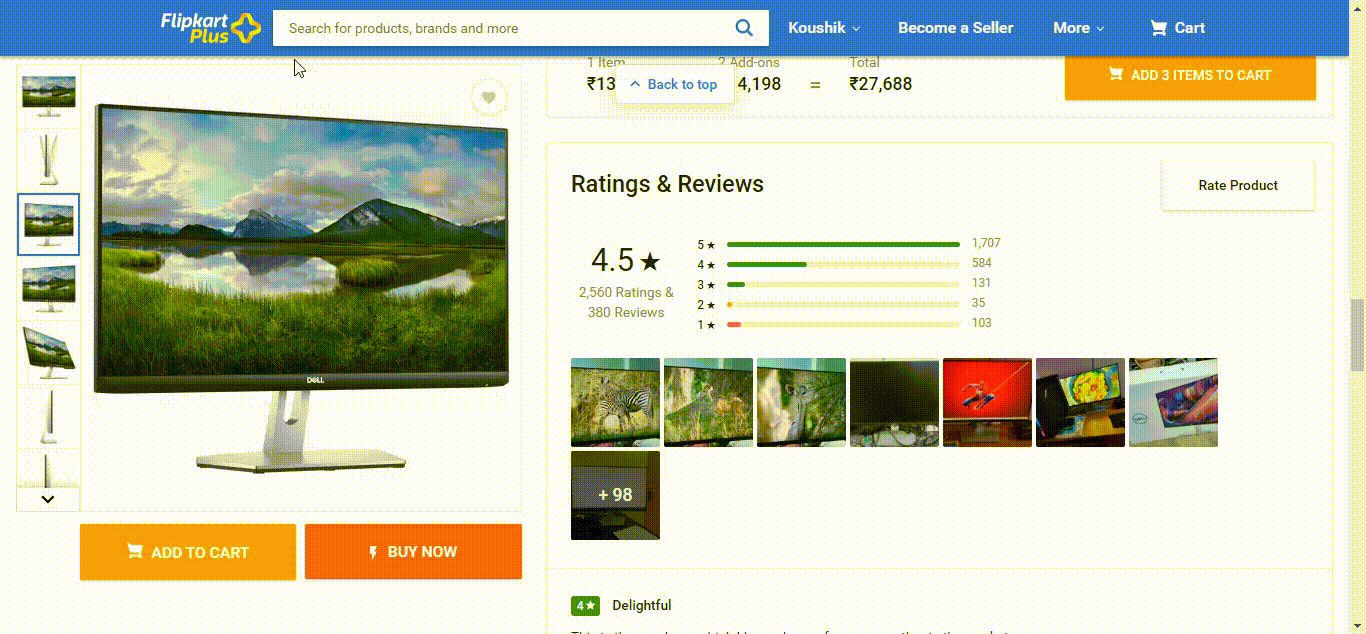 Flipkart
Plus
Search for products, brands and more
Koushik
Become a Seller
More
Cart
1 Item
2 Add-ons
Total
₹13
4,198
=
₹27,688
Back to top
ADD 3 ITEMS TO CART
Ratings & Reviews
Rate Product
4.5 ★
2,560 Ratings &
380 Reviews
5 ★ 1,707
4 ★ 584
3 ★ 131
2 ★ 35
1 ★ 103
DELL
+ 98
ADD TO CART
BUY NOW
4 ★ Delightful